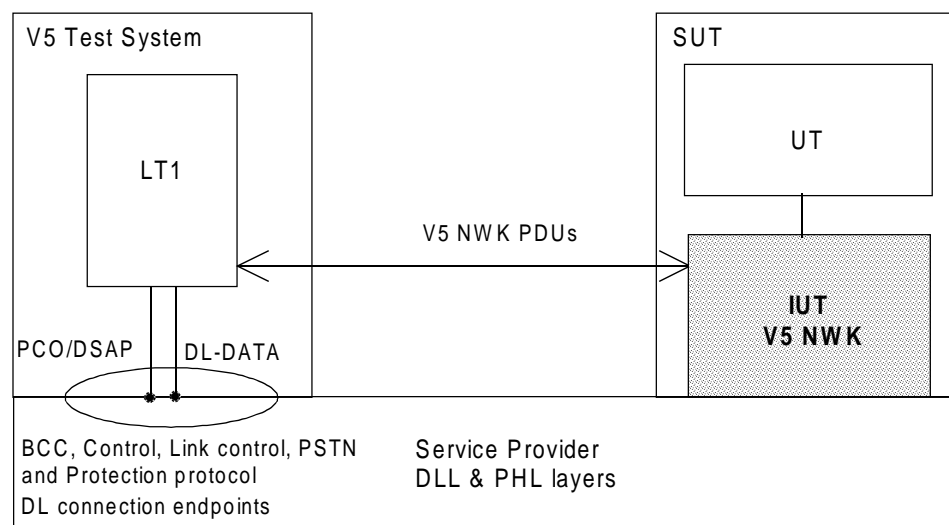 V5 Test System
SUT
LT1
UT
V5 NWK PDUs
IUT
V5 NWK
PCO/DSAP
DL-DATA
BCC, Control, Link control, PSTN
and Protection protocol
DL connection endpoints
Service Provider
DLL & PHL layers